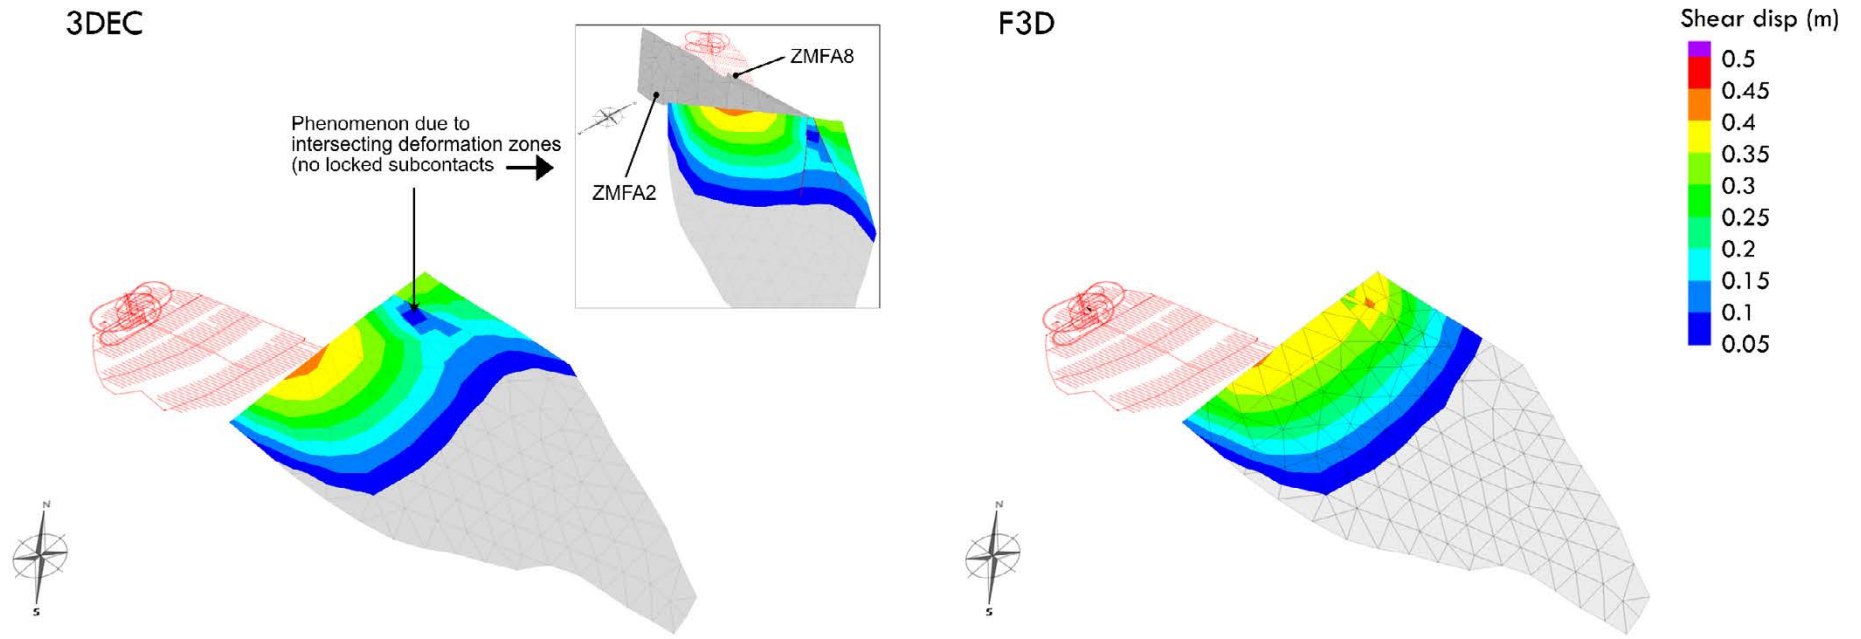 3DEC
Phenomenon due to
intersecting deformation zones
(no locked subcontacts
ZMFA8
ZMFA2
N
S
F3D
N
S
Shear disp (m)
0.5
0.45
0.4
0.35
0.3
0.25
0.2
0.15
0.1
0.05